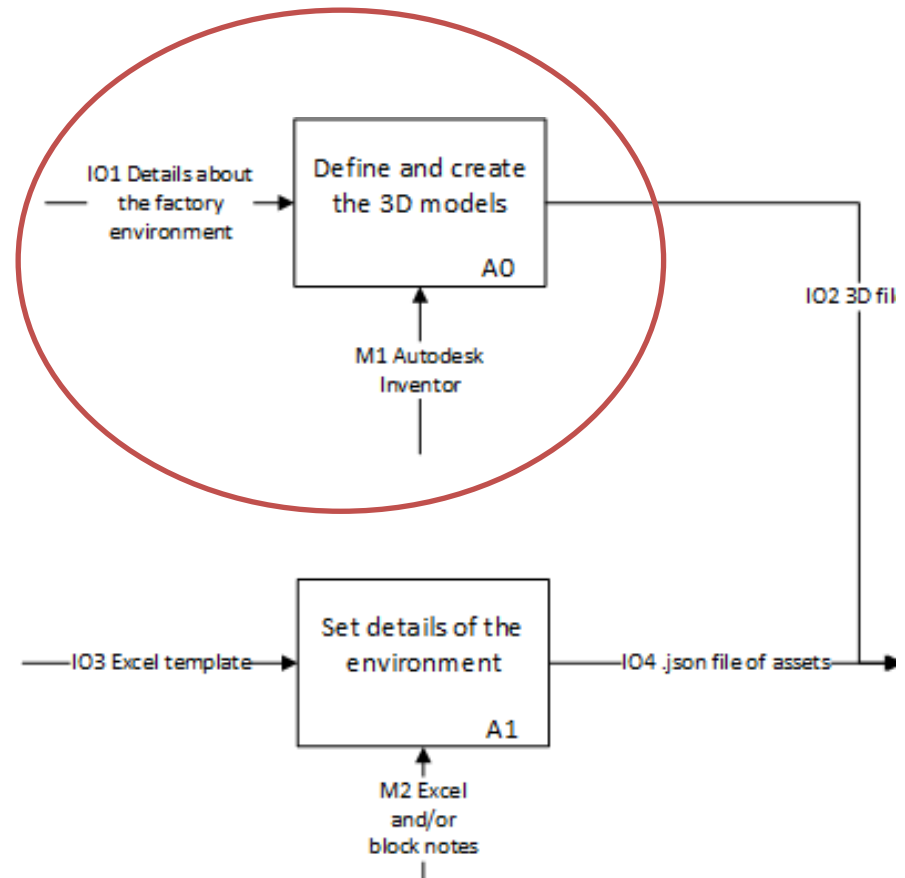 IO1 Details about
the factory
environment
Define and create
the 3D models
A0
M1 Autodesk
Inventor
IO2 3D fil
IO3 Excel template
Set details of the
environment
A1
IO4 .json file of assets
M2 Excel
and/or
block notes